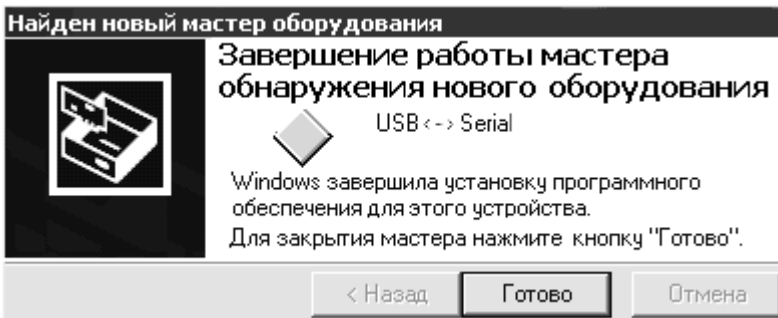 Найден новый мастер оборудования
Завершение работы мастера
обнаружения нового оборудования
USB <-> Serial
Windows завершила установку программного
обеспечения для этого устройства.
Для закрытия мастера нажмите кнопку "Готово".
< Назад Готово Отмена